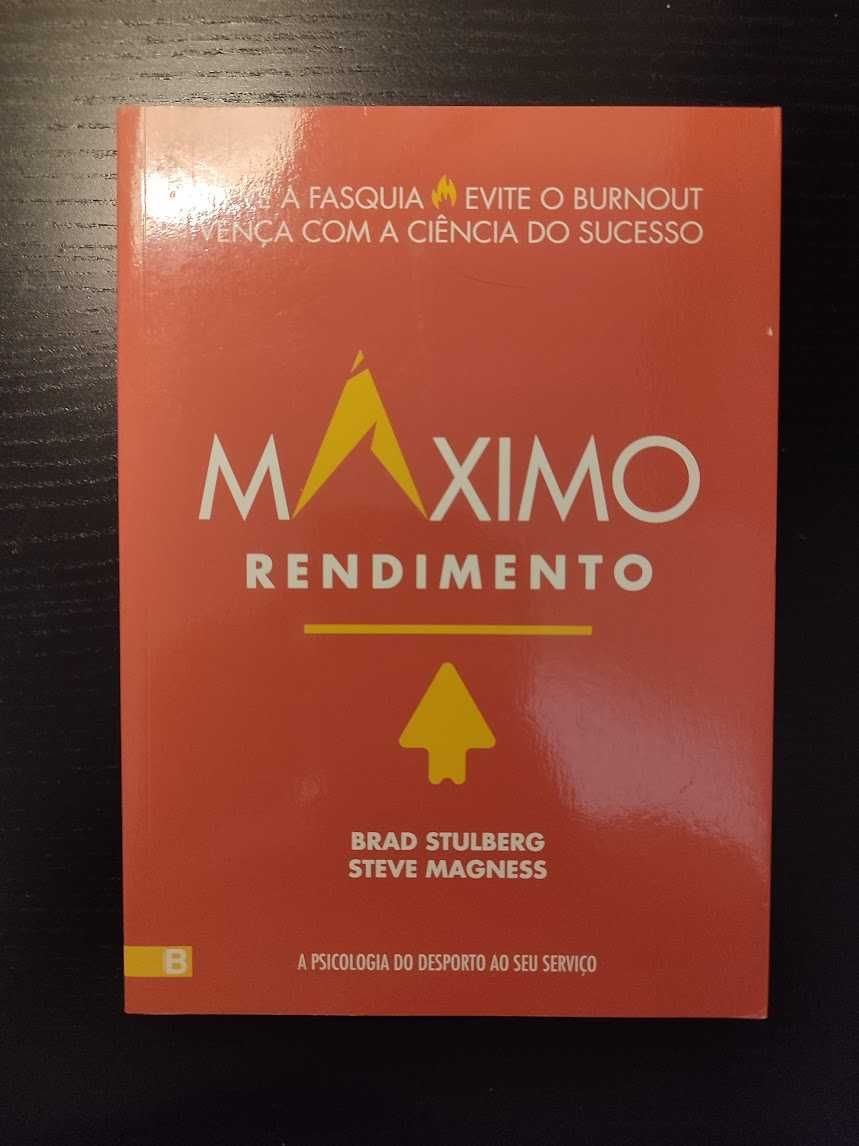 A FASQUIA EVITE O BURNOUT
VENÇA COM A CIÊNCIA DO SUCESSO
MÁXIMO
RENDIMENTO
BRAD STULBERG
STEVE MAGNESS
B
A PSICOLOGIA DO DESPORTO AO SEU SERVIÇO